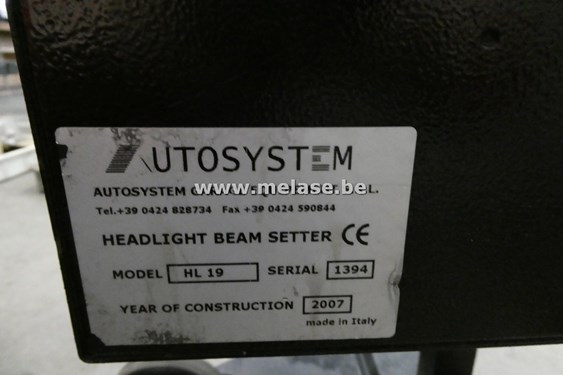 AUTOSYSTEM
AUTOSYSTEM
www.melase.be
Tel.+39 0424 828734 Fax +39 0424 590844
HEADLIGHT BEAM SETTER CE
MODEL HL 19 SERIAL 1394
YEAR OF CONSTRUCTION 2007
made in Italy